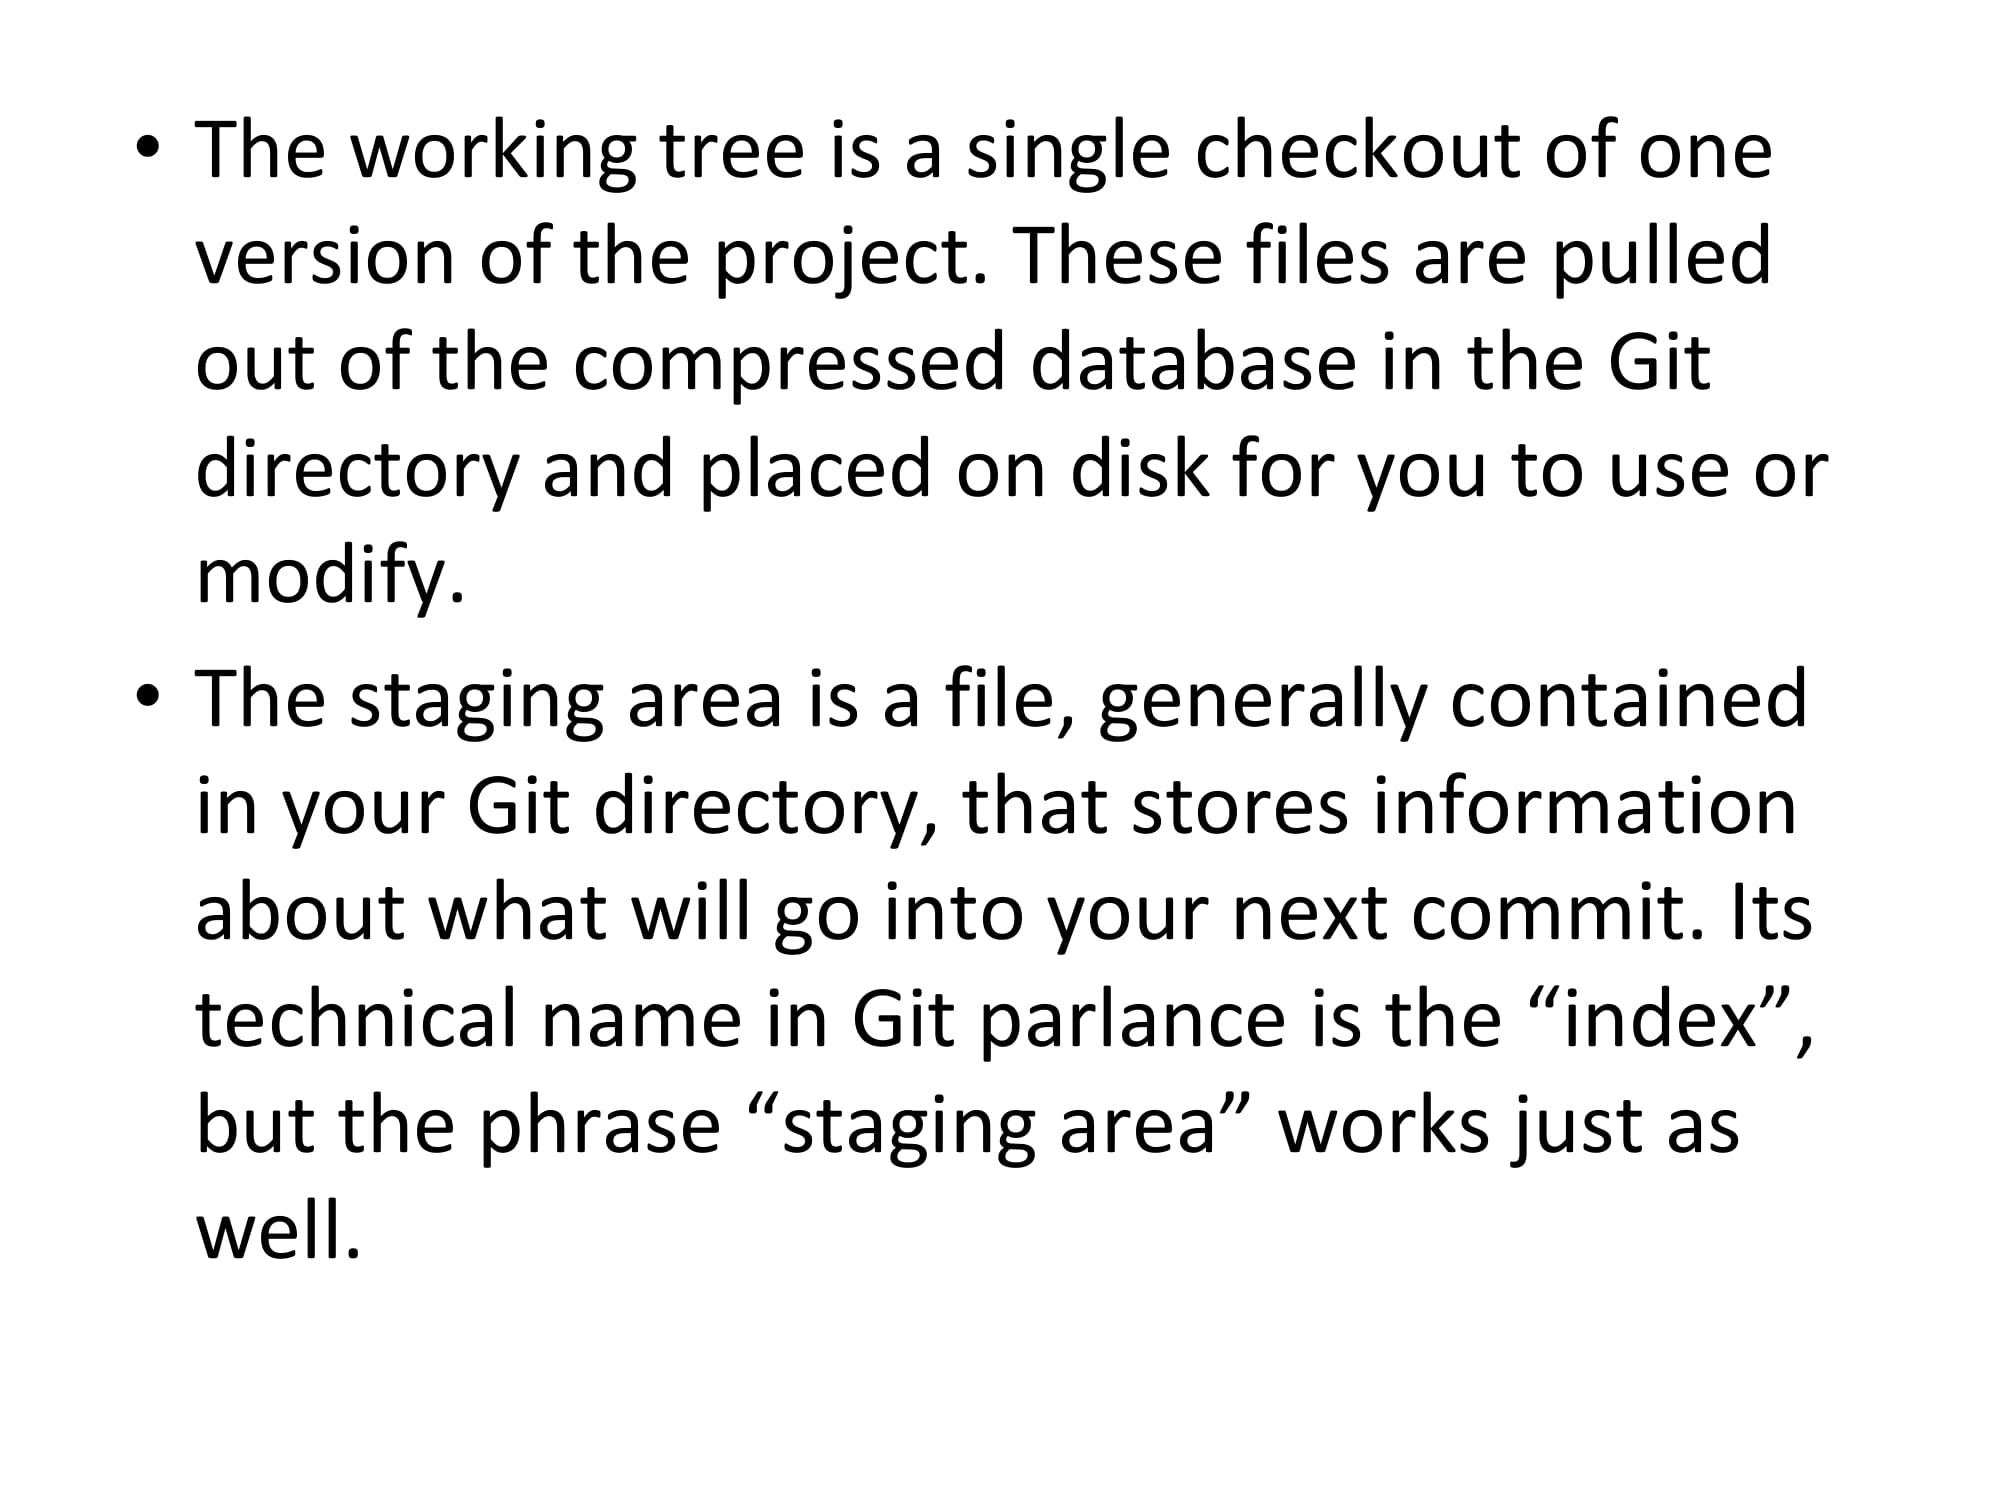 • The working tree is a single checkout of one
version of the project. These files are pulled
out of the compressed database in the Git
directory and placed on disk for you to use or
modify.
• The staging area is a file, generally contained
in your Git directory, that stores information
about what will go into your next commit. Its
technical name in Git parlance is the “index”,
but the phrase “staging area” works just as
well.